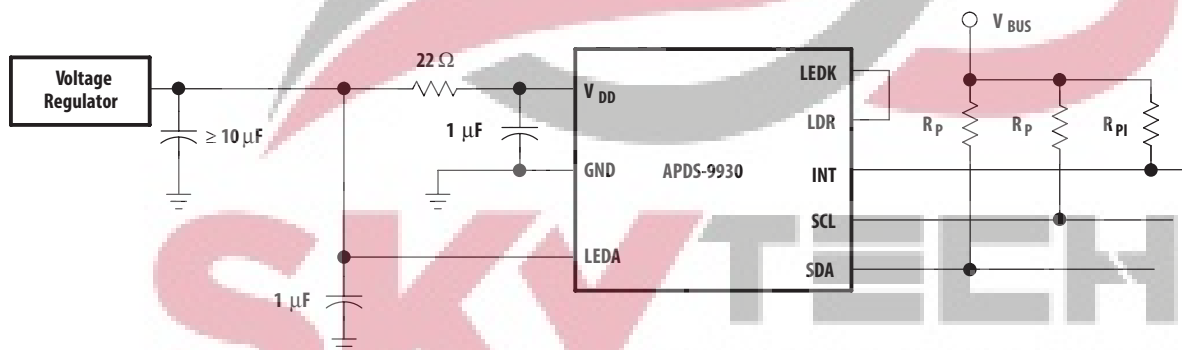 V BUS
22 Ω
Voltage
Regulator
LEDK
V DD
≥ 10 µF
1 µF
LDR
R P
R P
R PI
GND
APDS-9930
INT
SCL
LEDA
SDA
1 µF
SKYTECH